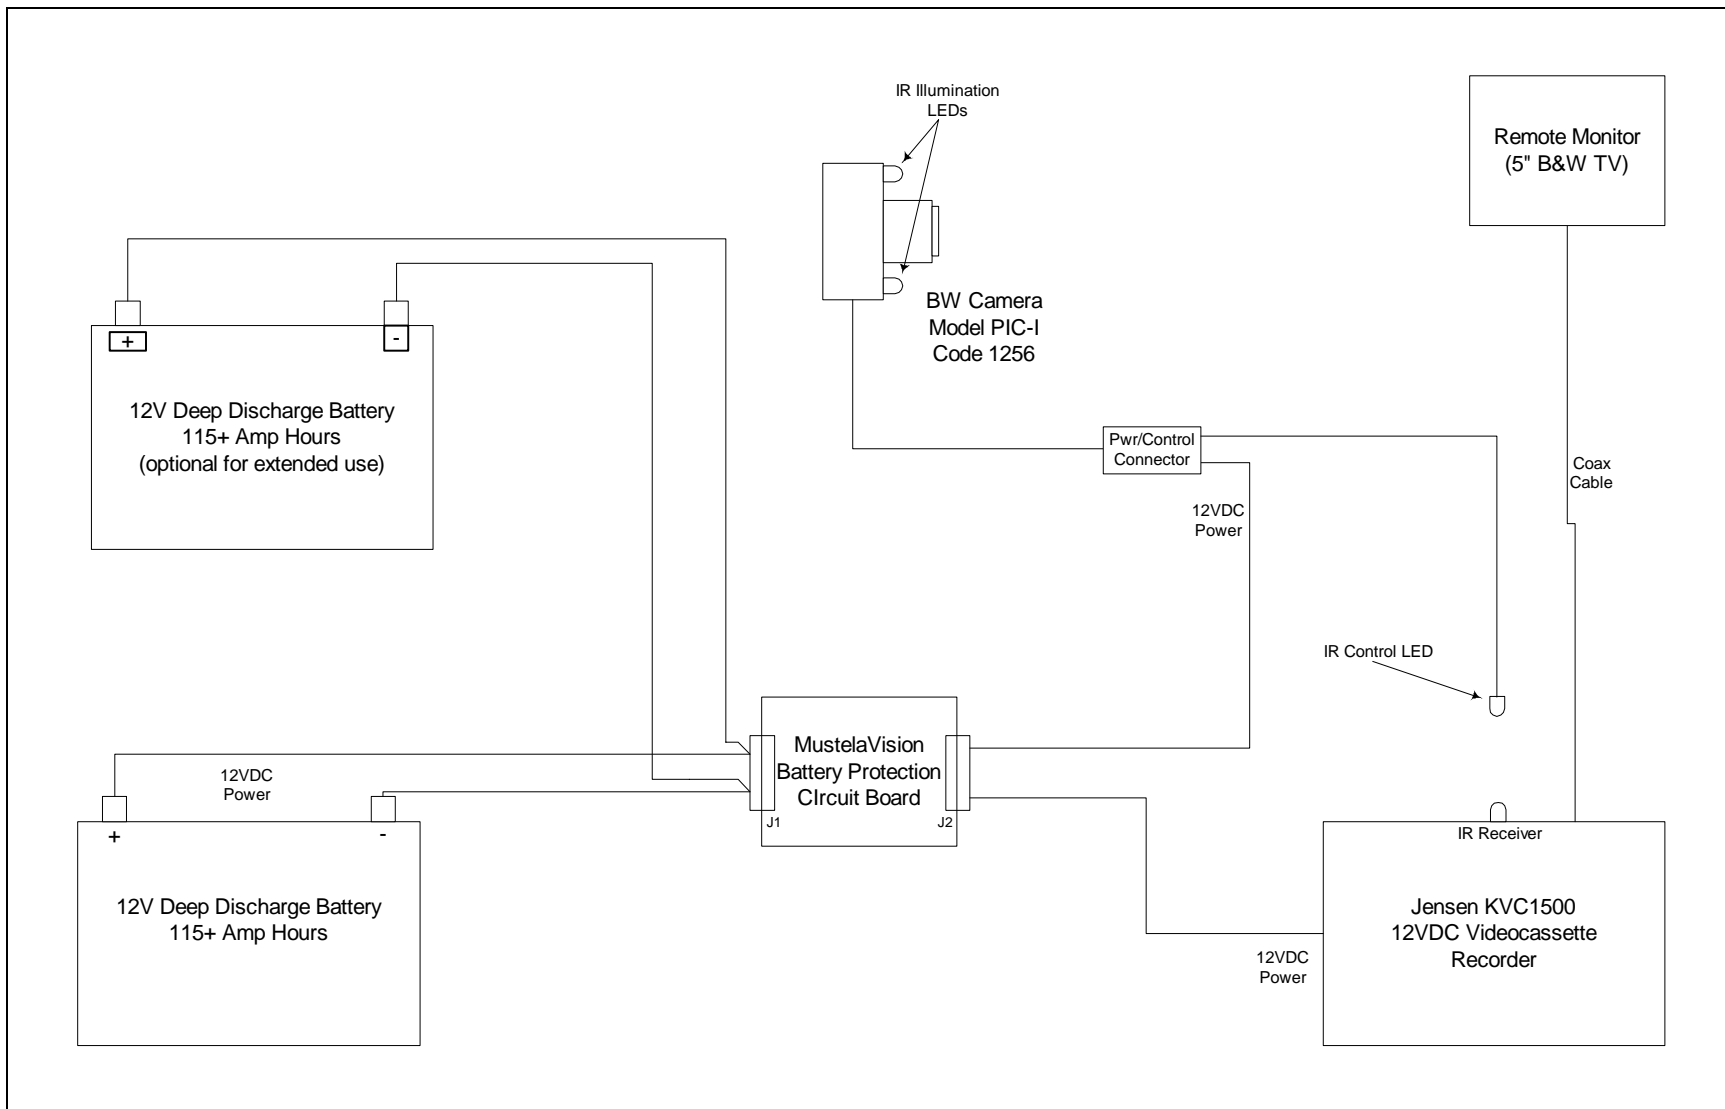 IR Illumination
LEDs
Remote Monitor
(5" B&W TV)
BW Camera
Model PIC-I
Code 1256
+
-
12V Deep Discharge Battery
115+ Amp Hours
(optional for extended use)
Pwr/Control
Connector
Coax
Cable
12VDC
Power
IR Control LED
MustelaVision
Battery Protection
CIrcuit Board
J1
J2
12VDC
Power
+
-
12V Deep Discharge Battery
115+ Amp Hours
IR Receiver
Jensen KVC1500
12VDC Videocassette
Recorder
12VDC
Power